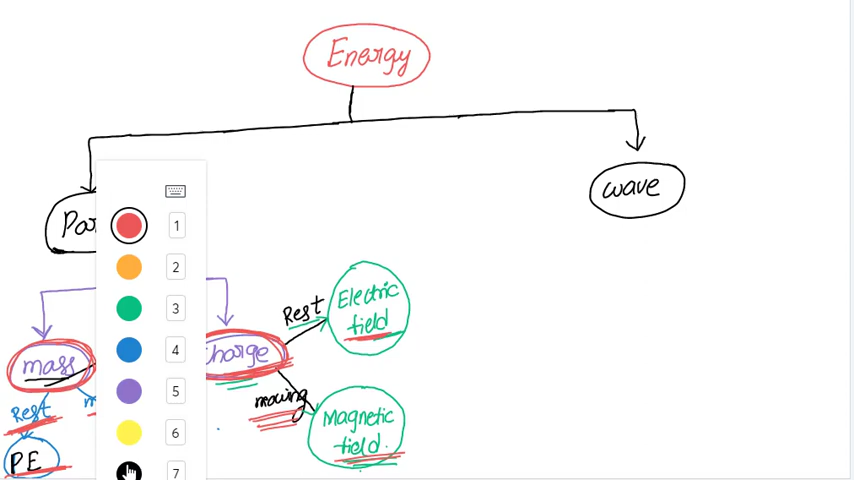 Energy
wave
1
2
3
4
5
6
7
Rest
Electric
field
mass
charge
moving
Magnetic
field.
Rest
PE